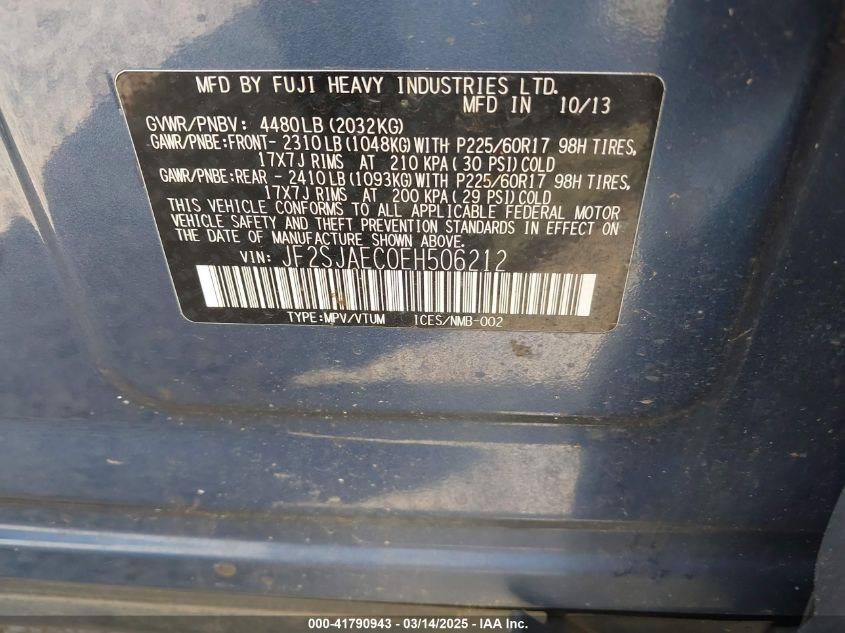 MFD BY FUJI HEAVY INDUSTRIES LTD.
MFD IN 10/13
GVWR/PNBV: 4480LB (2032KG)
GAWR/PNBE:FRONT- 2310LB (1048KG) WITH P225/60R17 98H TIRES,
17X7J RIMS AT 210 KPA ( 30 PSI) COLD
GAWR/PNBE:REAR - 2410LB (1093KG) WITH P225/60R17 98H TIRES,
17X7J RIMS AT 200 KPA ( 29 PSI) COLD
THIS VEHICLE CONFORMS TO ALL APPLICABLE FEDERAL MOTOR
VEHICLE SAFETY AND THEFT PREVENTION STANDARDS IN EFFECT ON
THE DATE OF MANUFACTURE SHOWN ABOVE.
VIN: JF2SJAEC0EH506212
TYPE:MPV/VTUM ICES/NMB-002
000-41790943 - 03/14/2025 - IAA Inc.